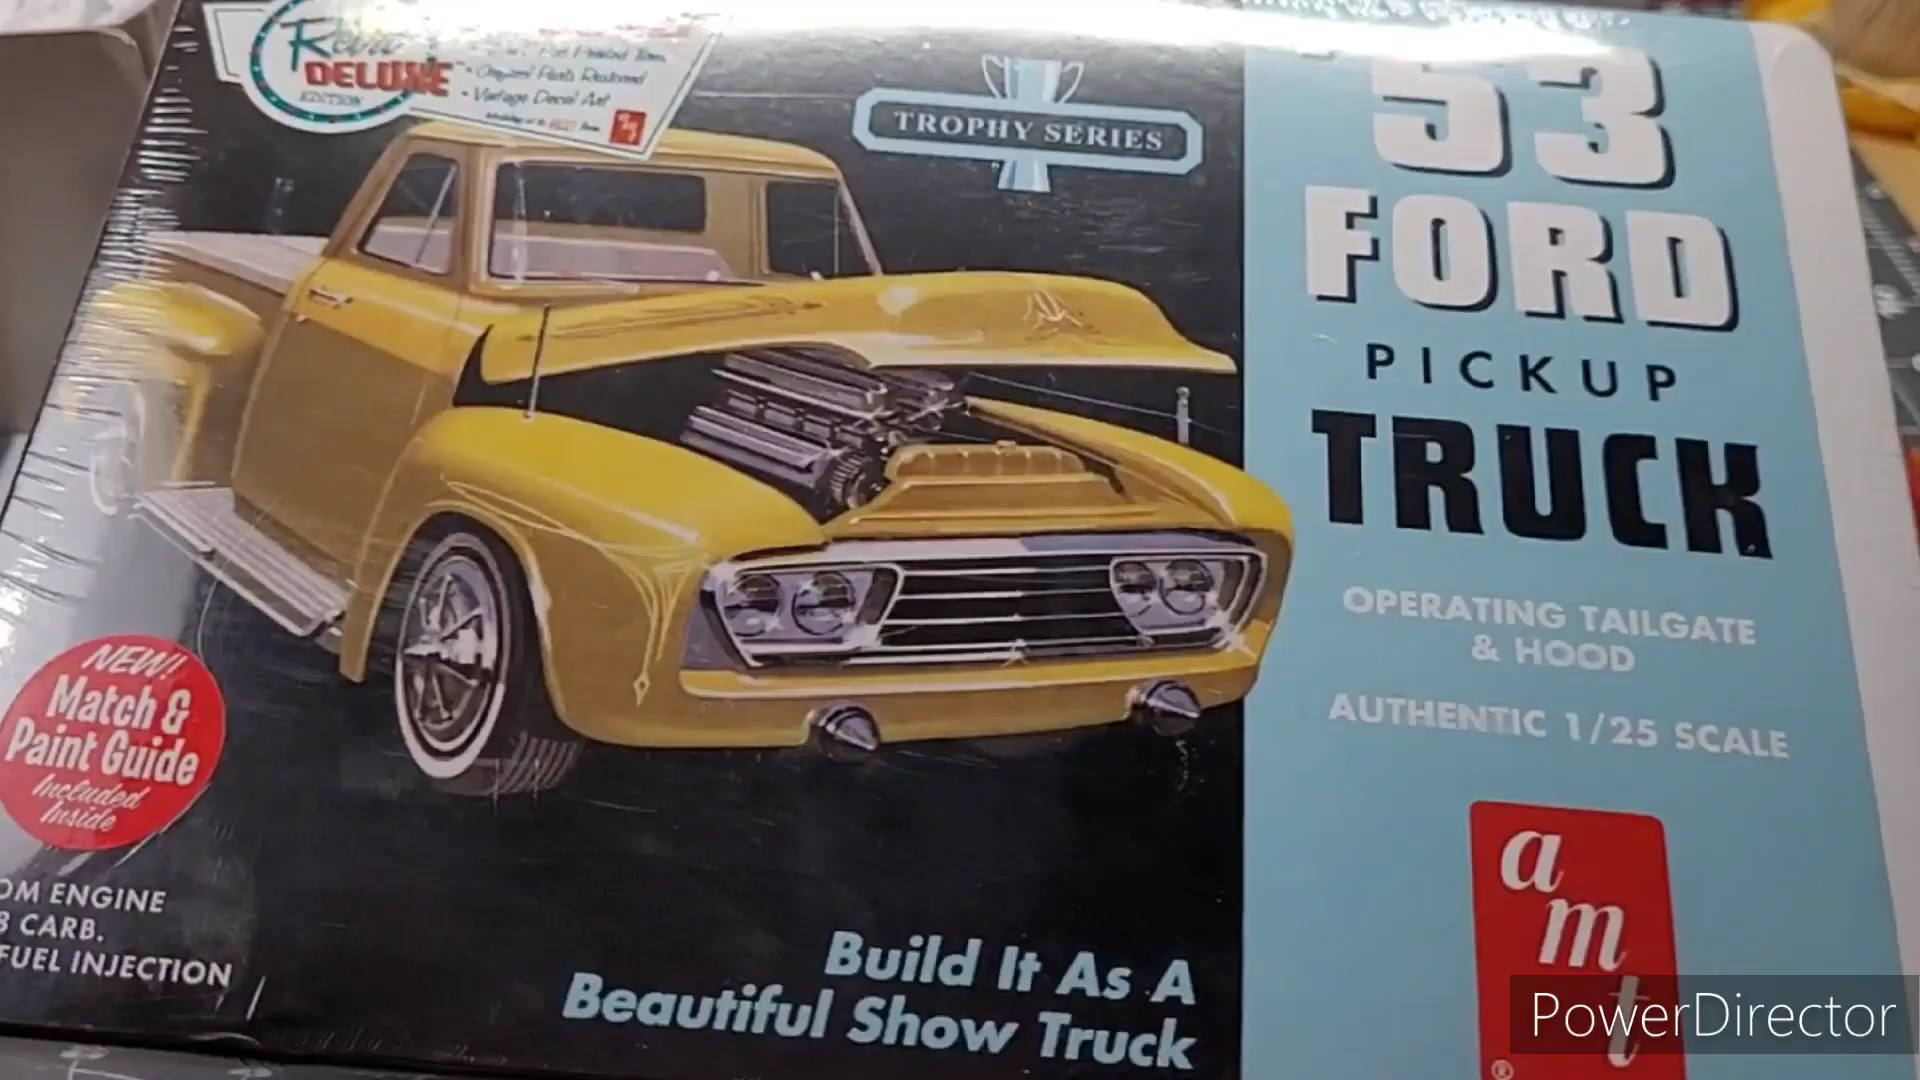 Retro
DELUXE
EDITION
• Original Parts Restored
• Vintage Decal Art
TROPHY SERIES
'53
FORD
PICKUP
TRUCK
OPERATING TAILGATE
& HOOD
AUTHENTIC 1/25 SCALE
NEW!
Match &
Paint Guide
Included
Inside
OM ENGINE
8 CARB.
FUEL INJECTION
Build It As A
Beautiful Show Truck
amt
®
PowerDirector